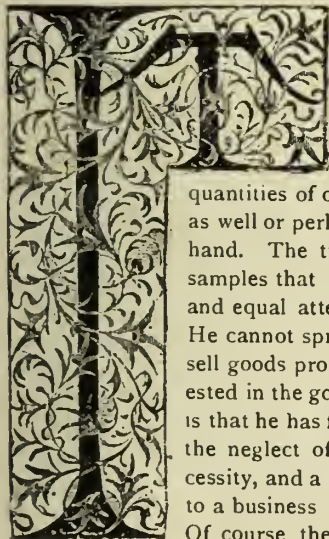 T
quantities of
as well or perh
hand. The t
samples that
and equal atte
He cannot spr
sell goods pro
ested in the go
is that he has
the neglect of
cessity, and a
to a business
Of course the